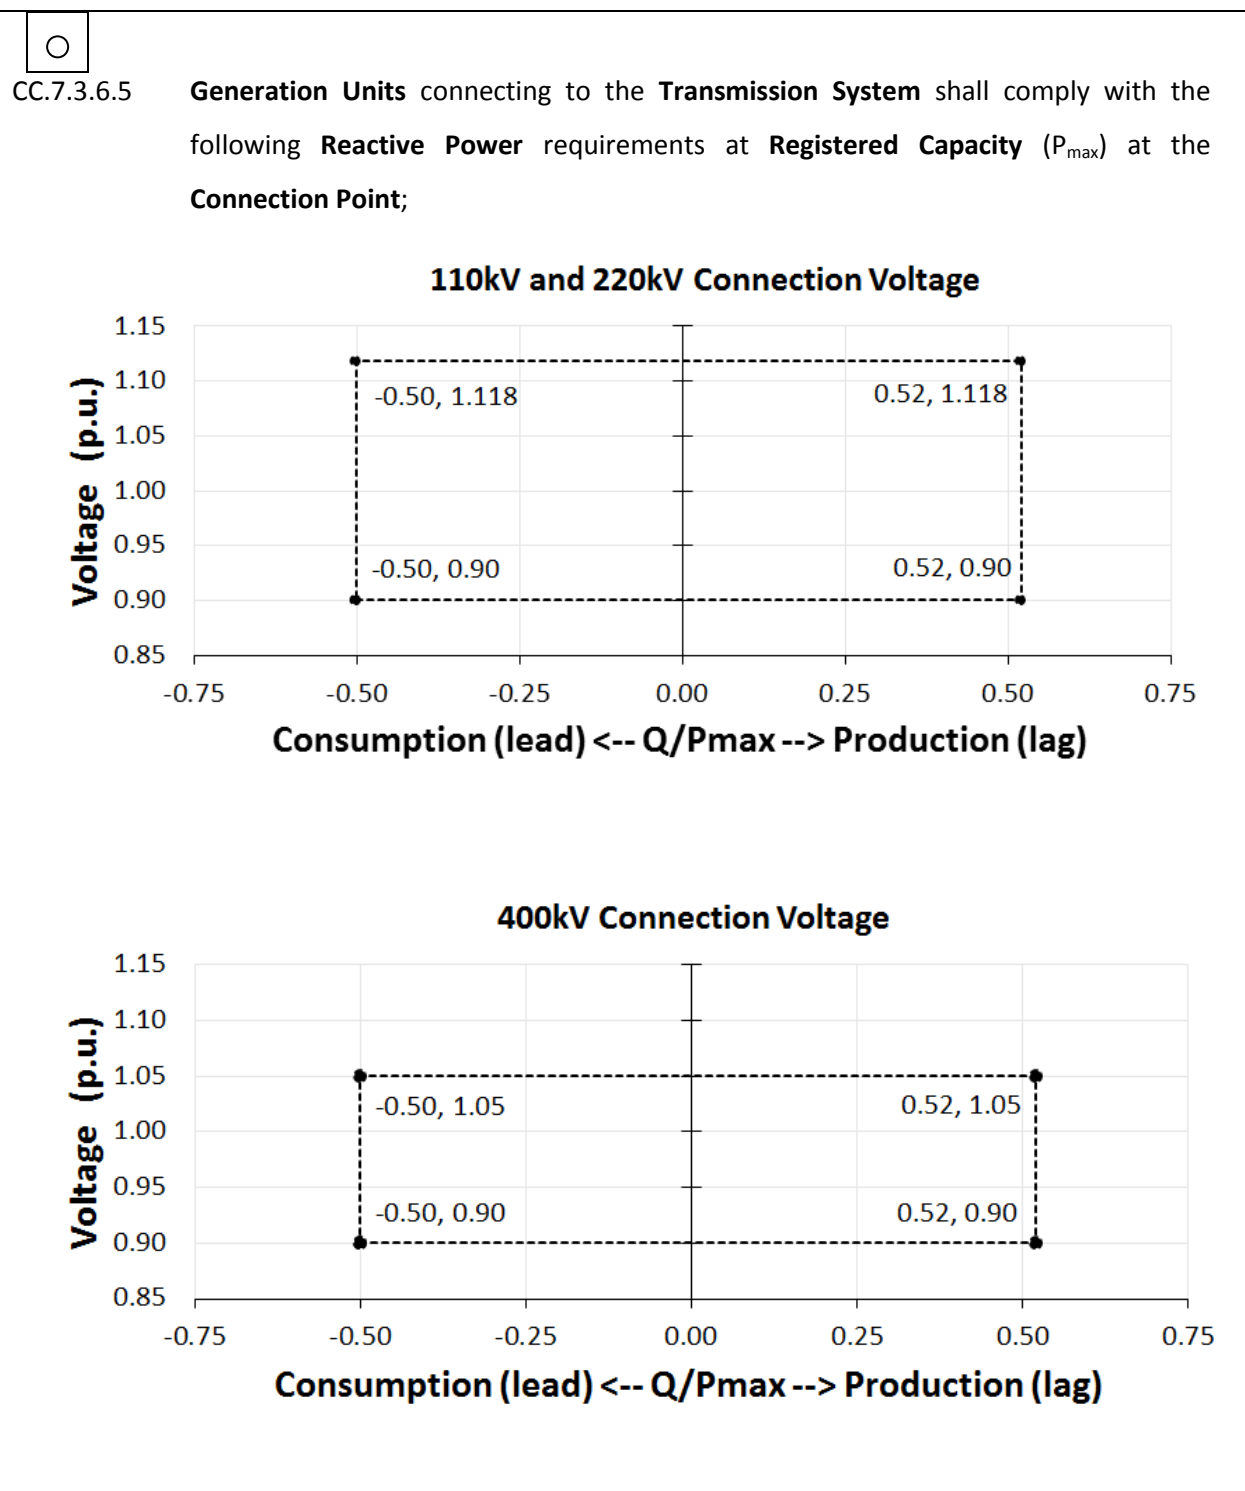 CC.7.3.6.5 Generation Units connecting to the Transmission System shall comply with the
following Reactive Power requirements at Registered Capacity (Pmax) at the
Connection Point;
110kV and 220kV Connection Voltage
Voltage (p.u.)
1.15
1.10
1.05
1.00
0.95
0.90
0.85
-0.50, 1.118
0.52, 1.118
-0.50, 0.90
0.52, 0.90
-0.75 -0.50 -0.25 0.00 0.25 0.50 0.75
Consumption (lead) <-- Q/Pmax --> Production (lag)
400kV Connection Voltage
Voltage (p.u.)
1.15
1.10
1.05
1.00
0.95
0.90
0.85
-0.50, 1.05
0.52, 1.05
-0.50, 0.90
0.52, 0.90
-0.75 -0.50 -0.25 0.00 0.25 0.50 0.75
Consumption (lead) <-- Q/Pmax --> Production (lag)